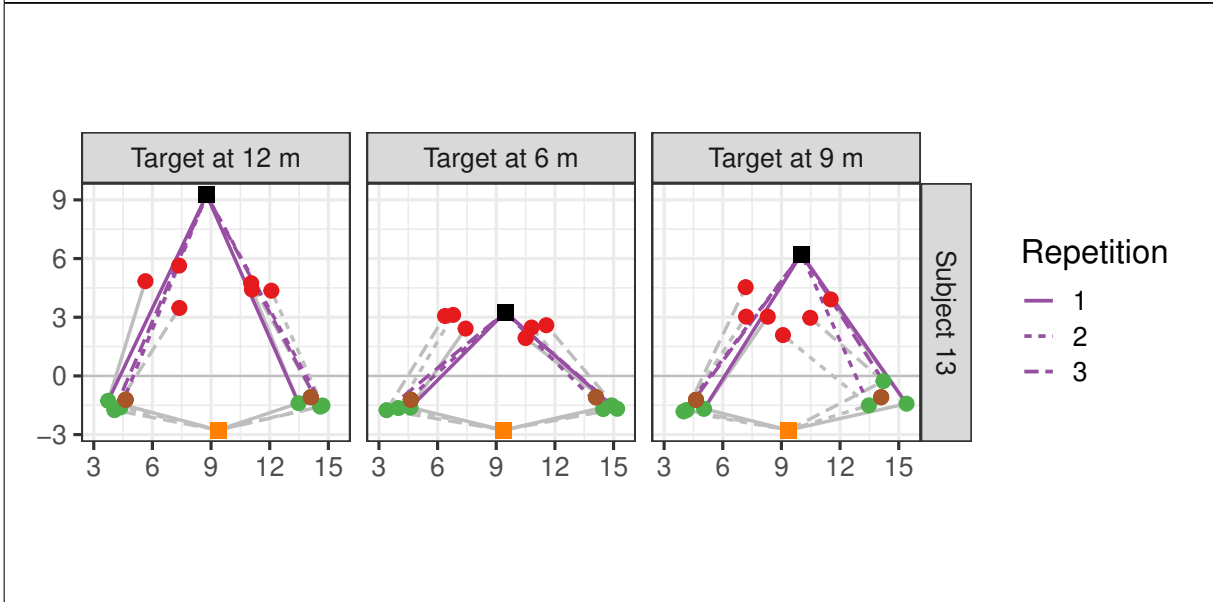 Target at 12 m
Target at 6 m
Target at 9 m
9
6
3
0
−3
3 6 9 12 15
3 6 9 12 15
3 6 9 12 15
Subject 13
Repetition
1
2
3